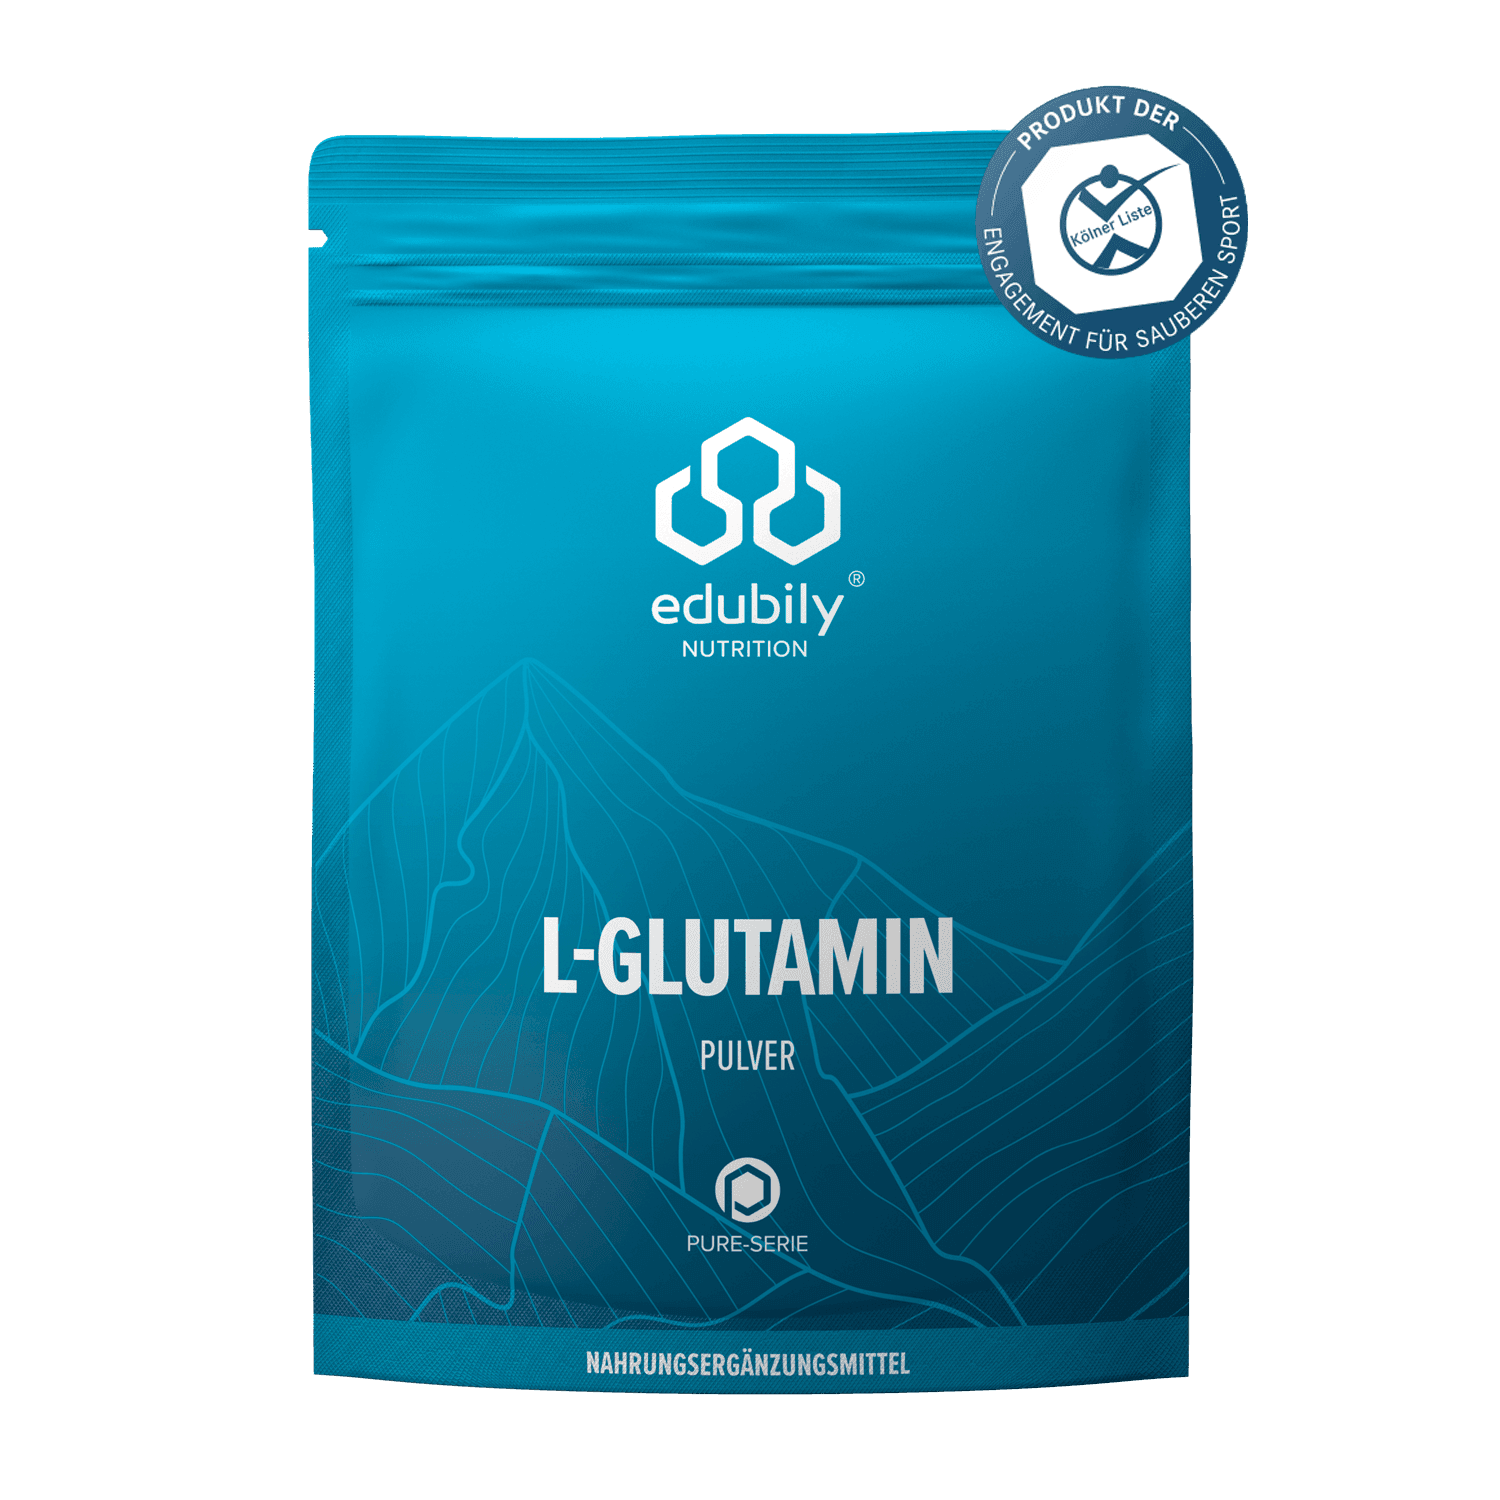 PRODUKT DER
Kölner Liste
ENGAGEMENT FÜR SAUBEREN SPORT
edubily®
NUTRITION
L-GLUTAMIN
PULVER
PURE-SERIE
NAHRUNGSERGÄNZUNGSMITTEL